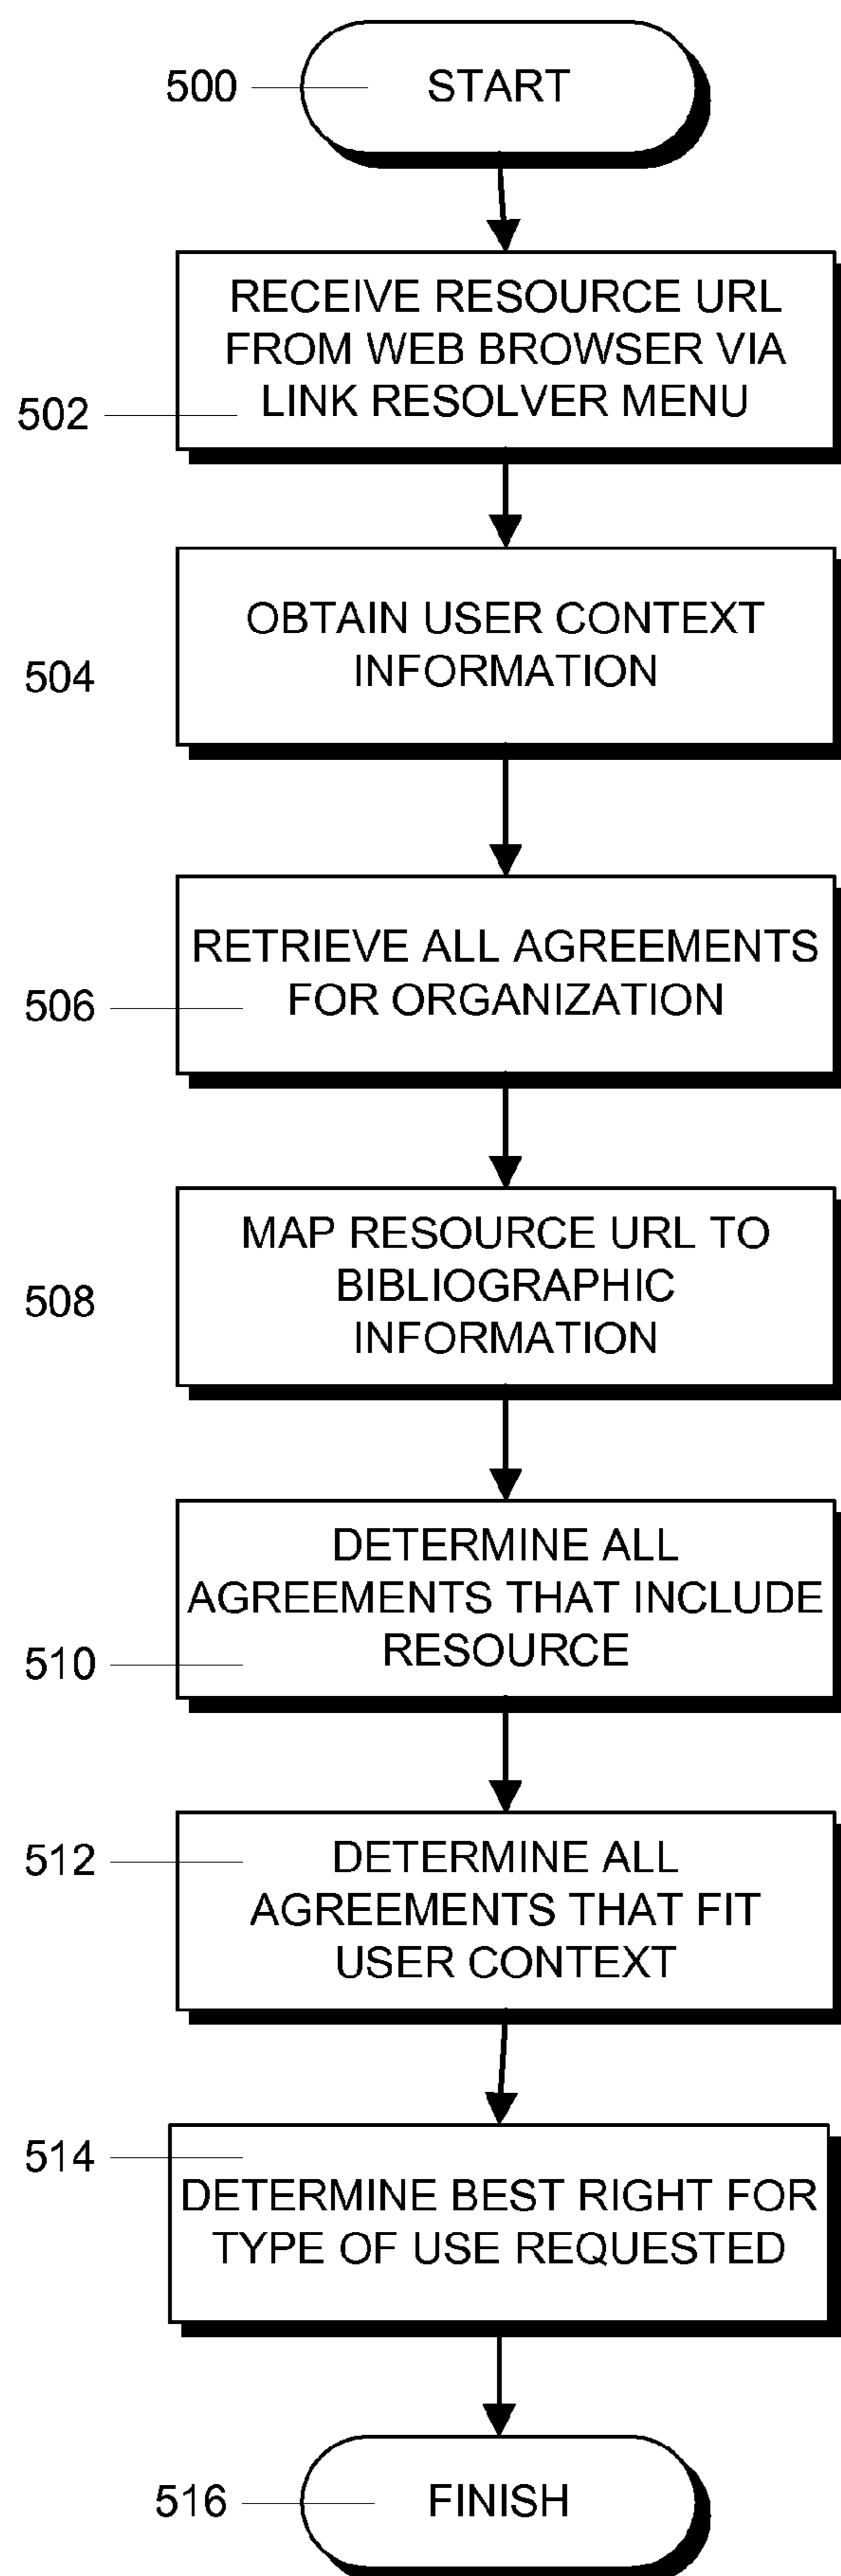 500
START
RECEIVE RESOURCE URL
FROM WEB BROWSER VIA
LINK RESOLVER MENU
502
OBTAIN USER CONTEXT
INFORMATION
504
RETRIEVE ALL AGREEMENTS
FOR ORGANIZATION
506
MAP RESOURCE URL TO
BIBLIOGRAPHIC
INFORMATION
508
DETERMINE ALL
AGREEMENTS THAT INCLUDE
RESOURCE
510
512
DETERMINE ALL
AGREEMENTS THAT FIT
USER CONTEXT
514
DETERMINE BEST RIGHT FOR
TYPE OF USE REQUESTED
516
FINISH